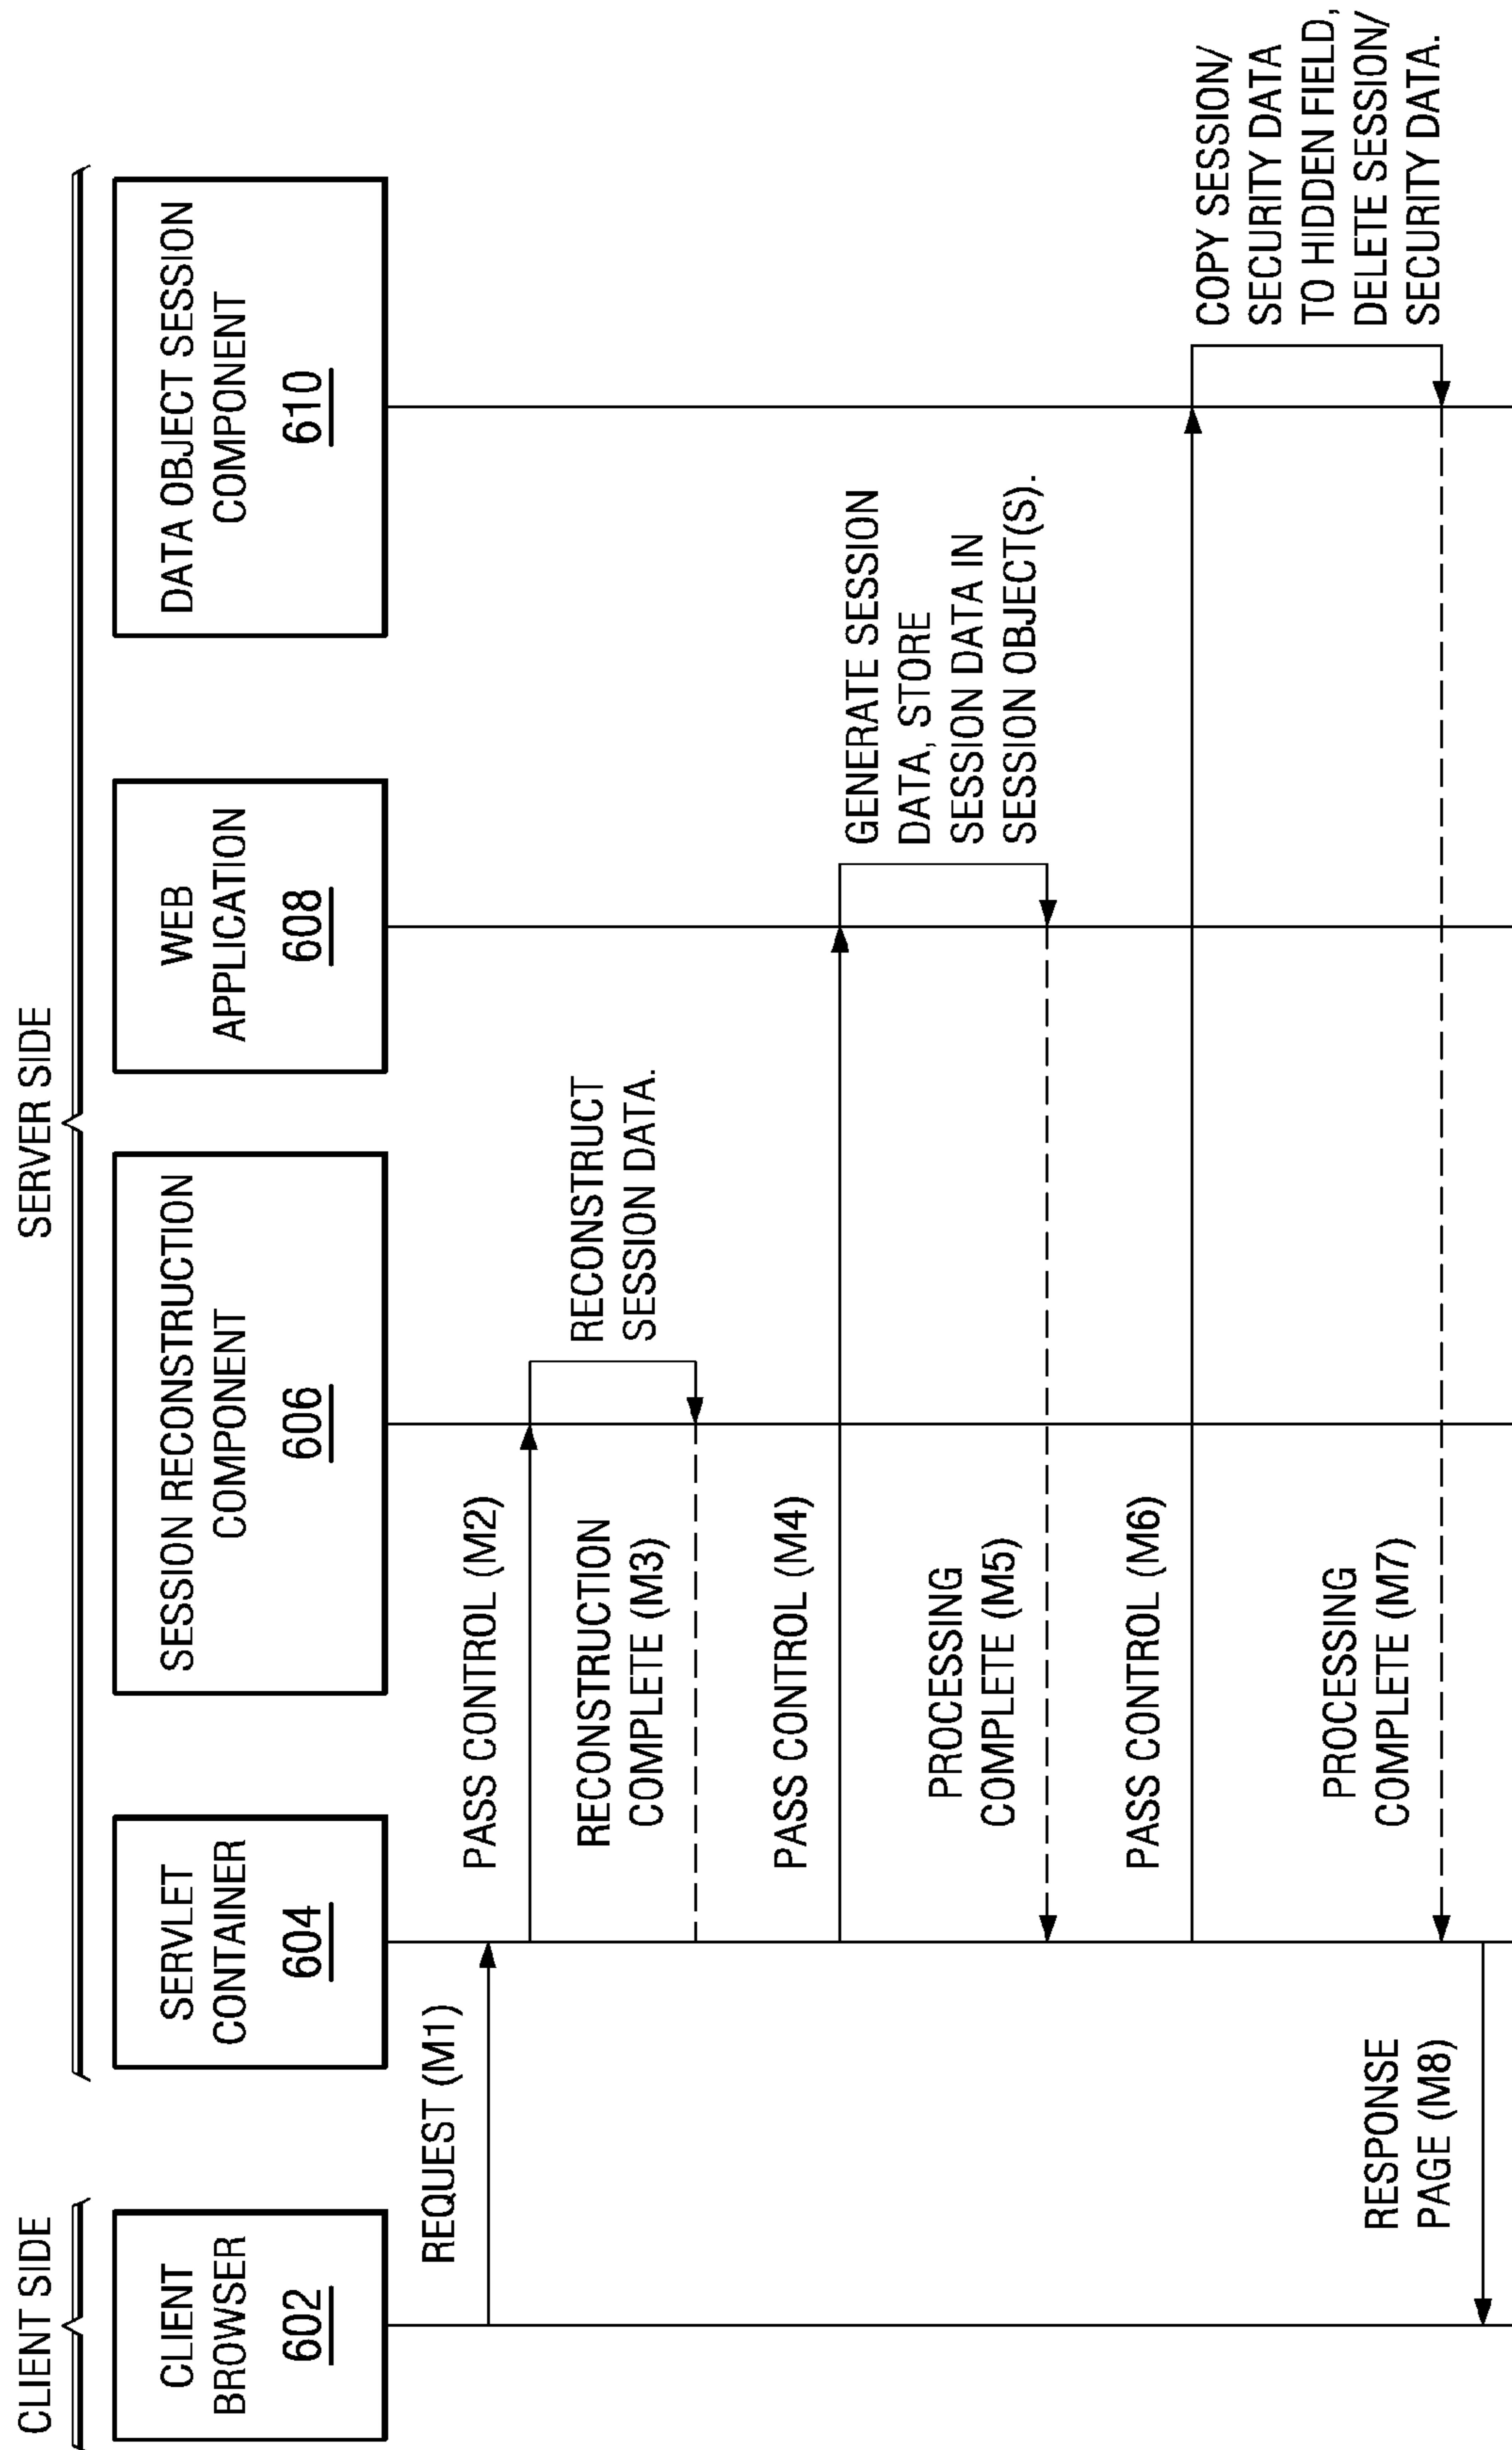 CLIENT SIDE
SERVER SIDE
CLIENT
BROWSER
602
SERVLET
CONTAINER
604
SESSION RECONSTRUCTION
COMPONENT
606
WEB
APPLICATION
608
DATA OBJECT SESSION
COMPONENT
610
REQUEST (M1)
PASS CONTROL (M2)
RECONSTRUCT
SESSION DATA.
RECONSTRUCTION
COMPLETE (M3)
PASS CONTROL (M4)
GENERATE SESSION
DATA, STORE
SESSION DATA IN
SESSION OBJECT(S).
PROCESSING
COMPLETE (M5)
PASS CONTROL (M6)
COPY SESSION/
SECURITY DATA
TO HIDDEN FIELD,
DELETE SESSION/
SECURITY DATA.
PROCESSING
COMPLETE (M7)
RESPONSE
PAGE (M8)